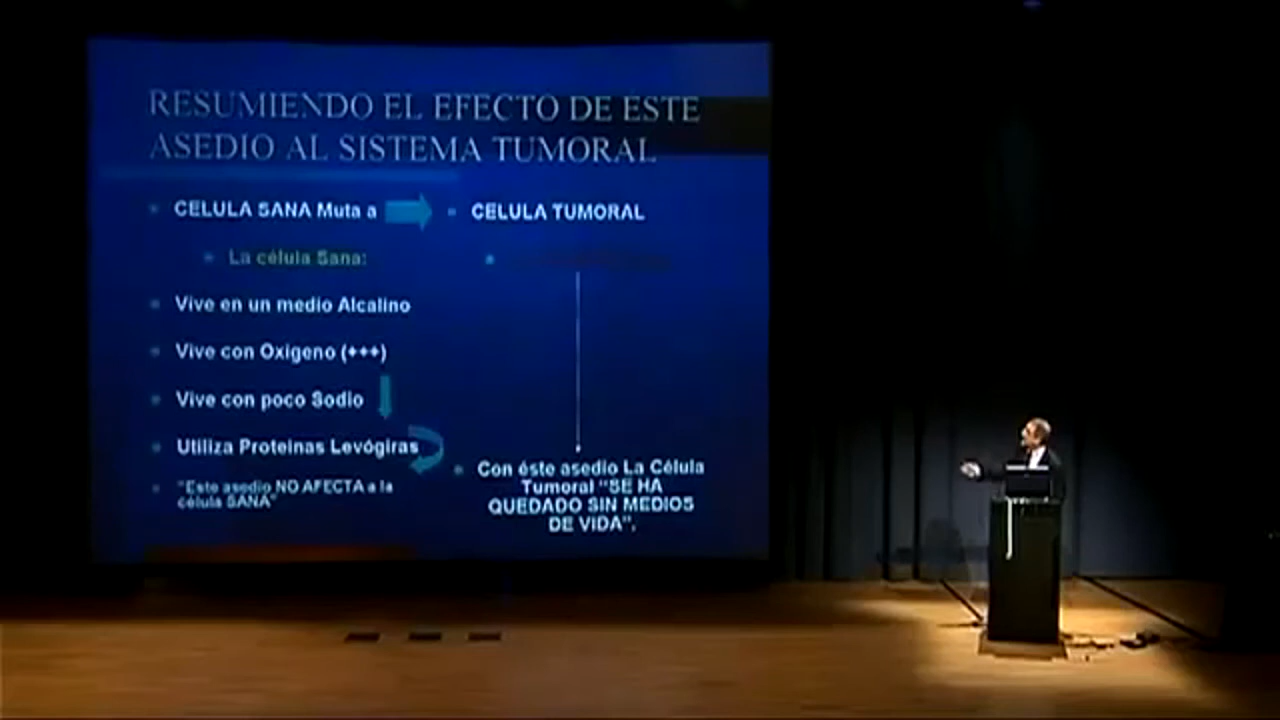 RESUMIENDO EL EFECTO DE ÉSTE
ASEDIO AL SISTEMA TUMORAL
CELULA SANA Muta a
CELULA TUMORAL
La célula Sana:
Vive en un medio Alcalino
Vive con Oxigeno (+++)
Vive con poco Sodio
Utiliza Proteinas Levógiras
"Este asedio NO AFECTA a la
célula SANA"
Con éste asedio La Célula
Tumoral "SE HA
QUEDADO SIN MEDIOS
DE VIDA".